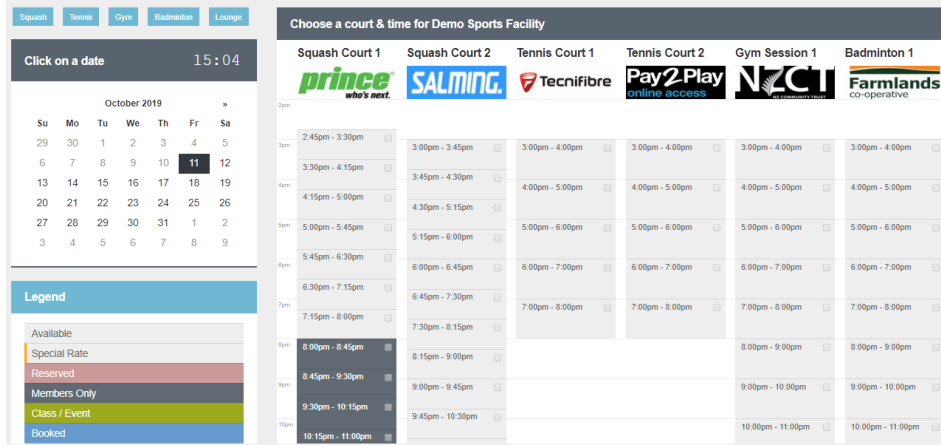 Squash Tennis Gym Badminton Lounge
Click on a date 15:04
October 2019 »
Su Mo Tu We Th Fr Sa
29 30 1 2 3 4 5
6 7 8 9 10 11 12
13 14 15 16 17 18 19
20 21 22 23 24 25 26
27 28 29 30 31 1 2
3 4 5 6 7 8 9
Legend
Available
Special Rate
Reserved
Members Only
Class / Event
Booked
Choose a court & time for Demo Sports Facility
Squash Court 1 Squash Court 2 Tennis Court 1 Tennis Court 2 Gym Session 1 Badminton 1
prince
who's next.
SALMING.
Tecnifibre
Pay2Play
online access
NZCT
NZ COMMUNITY TRUST
Farmlands
co-operative
2pm
3pm
4pm
5pm
6pm
7pm
8pm
9pm
10pm
2:45pm - 3:30pm
3:30pm - 4:15pm
4:15pm - 5:00pm
5:00pm - 5:45pm
5:45pm - 6:30pm
6:30pm - 7:15pm
7:15pm - 8:00pm
8:00pm - 8:45pm
8:45pm - 9:30pm
9:30pm - 10:15pm
10:15pm - 11:00pm
3:00pm - 3:45pm
3:45pm - 4:30pm
4:30pm - 5:15pm
5:15pm - 6:00pm
6:00pm - 6:45pm
6:45pm - 7:30pm
7:30pm - 8:15pm
8:15pm - 9:00pm
9:00pm - 9:45pm
9:45pm - 10:30pm
3:00pm - 4:00pm
4:00pm - 5:00pm
5:00pm - 6:00pm
6:00pm - 7:00pm
7:00pm - 8:00pm
3:00pm - 4:00pm
4:00pm - 5:00pm
5:00pm - 6:00pm
6:00pm - 7:00pm
7:00pm - 8:00pm
3:00pm - 4:00pm
4:00pm - 5:00pm
5:00pm - 6:00pm
6:00pm - 7:00pm
7:00pm - 8:00pm
8:00pm - 9:00pm
9:00pm - 10:00pm
10:00pm - 11:00pm
3:00pm - 4:00pm
4:00pm - 5:00pm
5:00pm - 6:00pm
6:00pm - 7:00pm
7:00pm - 8:00pm
8:00pm - 9:00pm
9:00pm - 10:00pm
10:00pm - 11:00pm